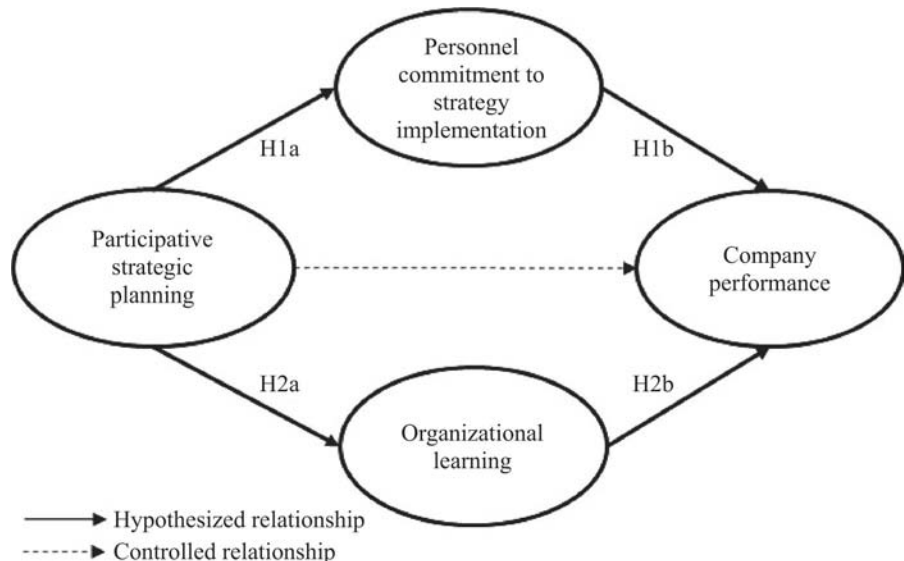 Personnel
commitment to
strategy
implementation
H1a
H1b
Participative
strategic
planning
Company
performance
H2a
H2b
Organizational
learning
Hypothesized relationship
Controlled relationship